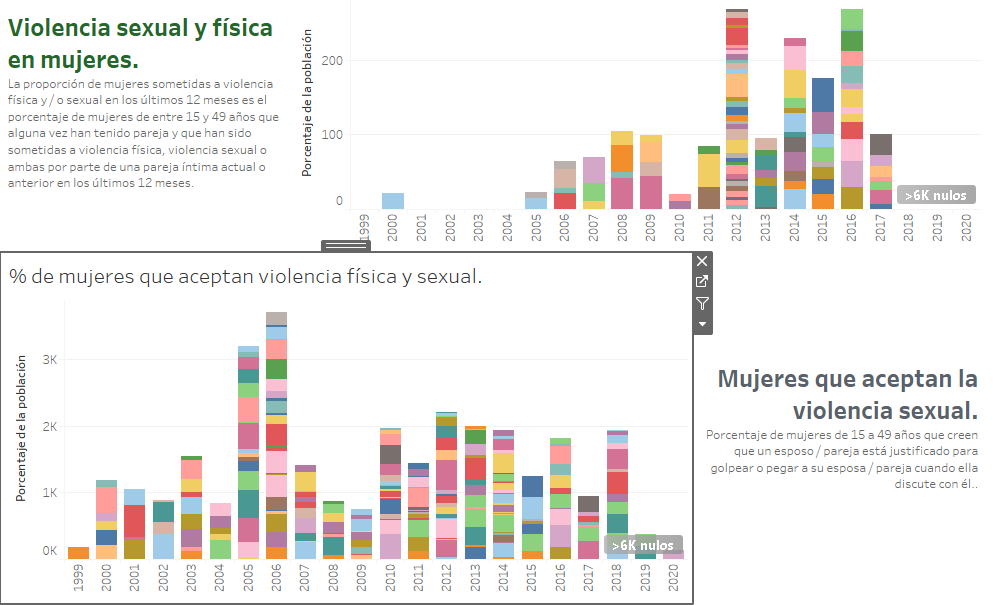 Violencia sexual y física
en mujeres.
La proporción de mujeres sometidas a violencia
física y / o sexual en los últimos 12 meses es el
porcentaje de mujeres de entre 15 y 49 años que
alguna vez han tenido pareja y que han sido
sometidas a violencia física, violencia sexual o
ambas por parte de una pareja íntima actual o
anterior en los últimos 12 meses.
Porcentaje de la población
200
100
0
>6K nulos
1999 2000 2001 2002 2003 2004 2005 2006 2007 2008 2009 2010 2011 2012 2013 2014 2015 2016 2017 2018 2019 2020
% de mujeres que aceptan violencia física y sexual.
Porcentaje de la población
3K
2K
1K
0K
>6K nulos
1999 2000 2001 2002 2003 2004 2005 2006 2007 2008 2009 2010 2011 2012 2013 2014 2015 2016 2017 2018 2019 2020
Mujeres que aceptan la
violencia sexual.
Porcentaje de mujeres de 15 a 49 años que creen
que un esposo / pareja está justificado para
golpear o pegar a su esposa / pareja cuando ella
discute con él..